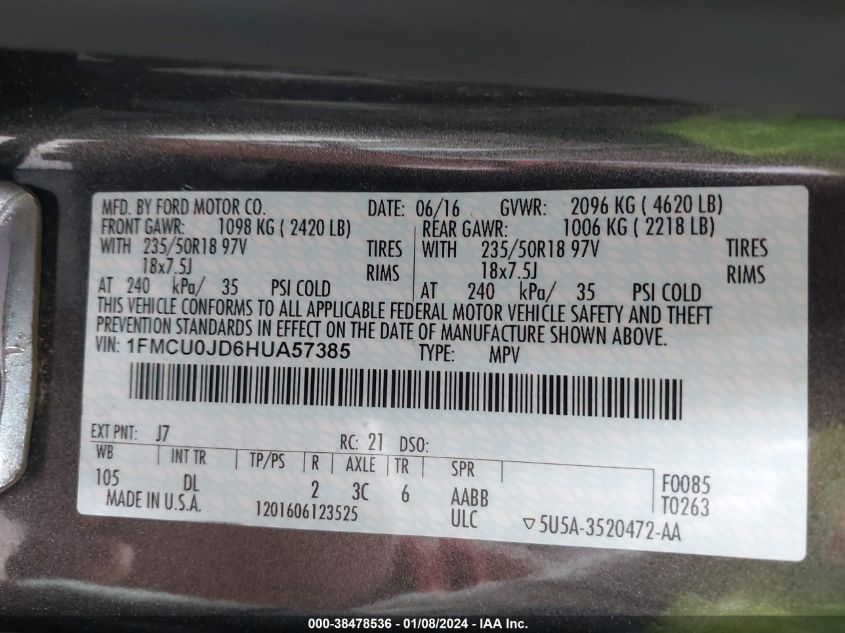 MFD. BY FORD MOTOR CO. DATE: 06/16 GVWR: 2096 KG ( 4620 LB)
FRONT GAWR: 1098 KG ( 2420 LB) REAR GAWR: 1006 KG ( 2218 LB)
WITH 235/50R18 97V TIRES WITH 235/50R18 97V TIRES
18x7.5J RIMS 18x7.5J RIMS
AT 240 kPa/ 35 PSI COLD AT 240 kPa/ 35 PSI COLD
THIS VEHICLE CONFORMS TO ALL APPLICABLE FEDERAL MOTOR VEHICLE SAFETY AND THEFT
PREVENTION STANDARDS IN EFFECT ON THE DATE OF MANUFACTURE SHOWN ABOVE.
VIN: 1FMCU0JD6HUA57385 TYPE: MPV
EXT PNT: J7 RC: 21 DSO:
WB INT TR TP/PS R AXLE TR SPR
105 DL 2 3C 6 AABB F0085
MADE IN U.S.A. 1201606123525 ULC T0263
▽5U5A-3520472-AA
000-38478536 - 01/08/2024 - IAA Inc.